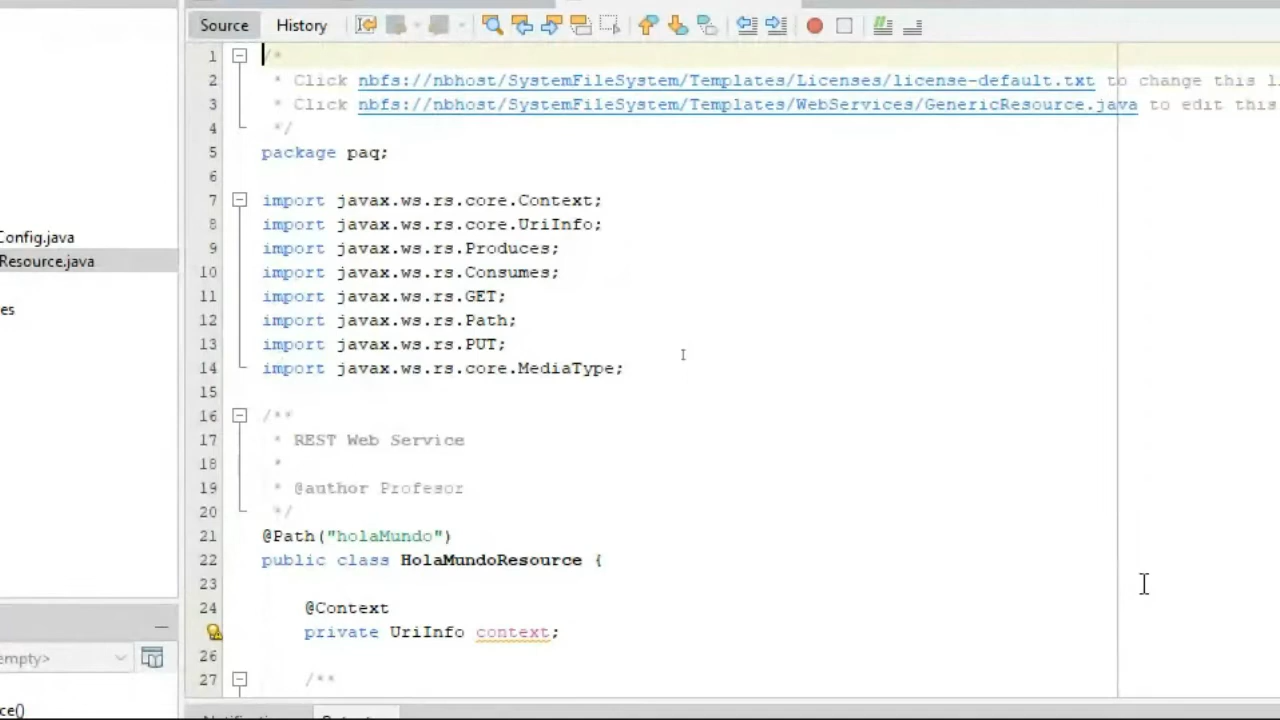 Source History
1 /*
2 * Click nbfs://nbhost/SystemFileSystem/Templates/Licenses/license-default.txt to change this
3 * Click nbfs://nbhost/SystemFileSystem/Templates/WebServices/GenericResource.java to edit this
4 */
5 package paq;
6
7 import javax.ws.rs.core.Context;
8 import javax.ws.rs.core.UriInfo;
9 import javax.ws.rs.Produces;
10 import javax.ws.rs.Consumes;
11 import javax.ws.rs.GET;
12 import javax.ws.rs.Path;
13 import javax.ws.rs.PUT;
14 import javax.ws.rs.core.MediaType;
15
16 /**
17 * REST Web Service
18 *
19 * @author Profesor
20 */
21 @Path("holaMundo")
22 public class HolaMundoResource {
23
24 @Context
private UriInfo context;
26
27 /**
Config.java
Resource.java
es
empty>
ce()